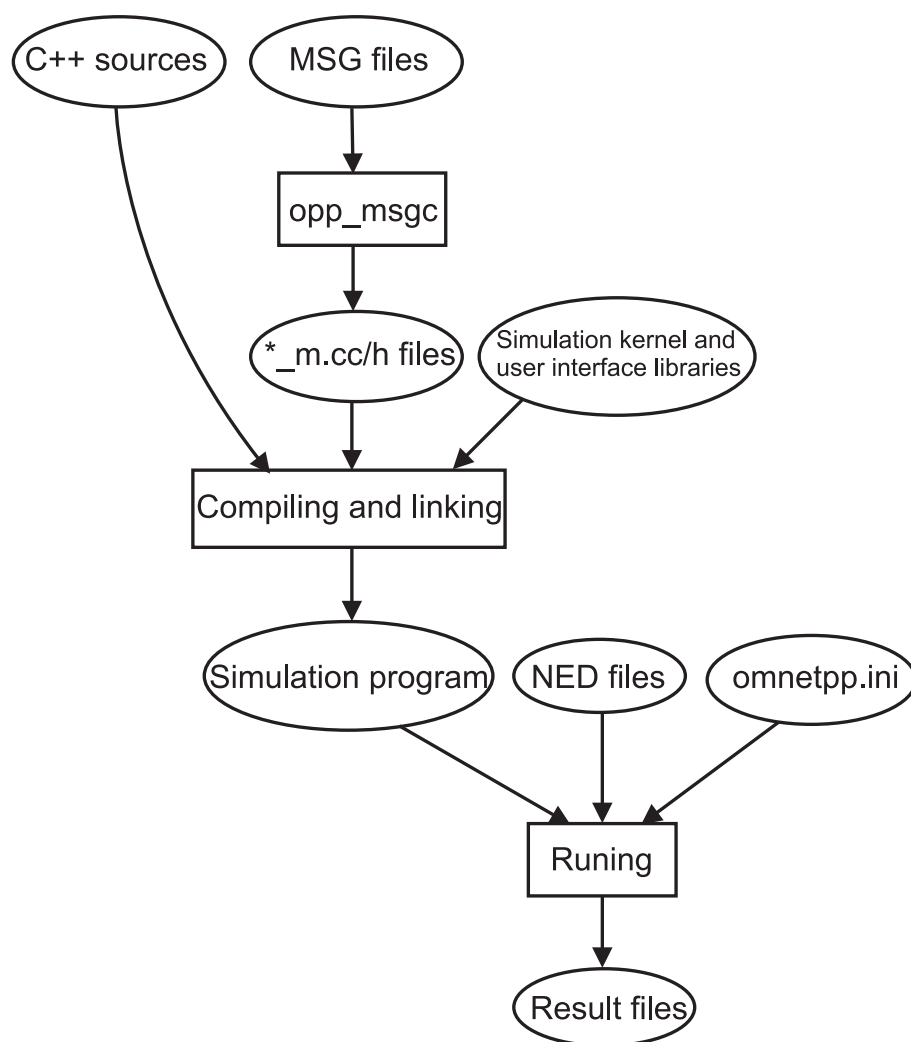 C++ sources
MSG files
opp_msgc
*_m.cc/h files
Simulation kernel and
user interface libraries
Compiling and linking
Simulation program
NED files
omnetpp.ini
Runing
Result files